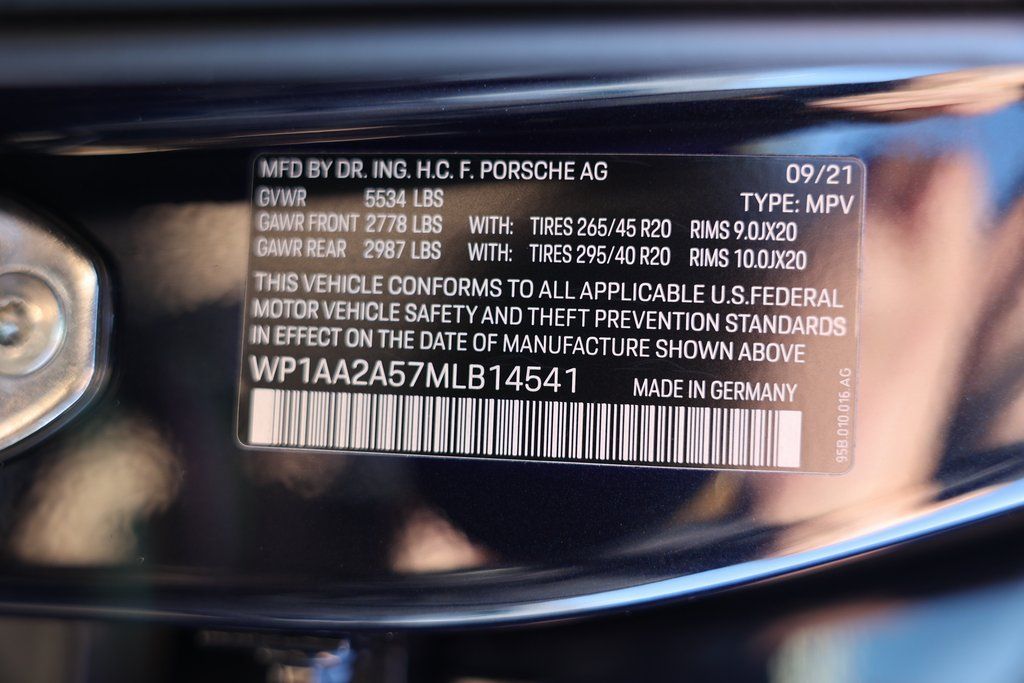 MFD BY DR. ING. H.C. F. PORSCHE AG 09/21
GVWR 5534 LBS TYPE: MPV
GAWR FRONT 2778 LBS WITH: TIRES 265/45 R20 RIMS 9.0JX20
GAWR REAR 2987 LBS WITH: TIRES 295/40 R20 RIMS 10.0JX20
THIS VEHICLE CONFORMS TO ALL APPLICABLE U.S.FEDERAL
MOTOR VEHICLE SAFETY AND THEFT PREVENTION STANDARDS
IN EFFECT ON THE DATE OF MANUFACTURE SHOWN ABOVE
WP1AA2A57MLB14541 MADE IN GERMANY
95B.010.016.AG